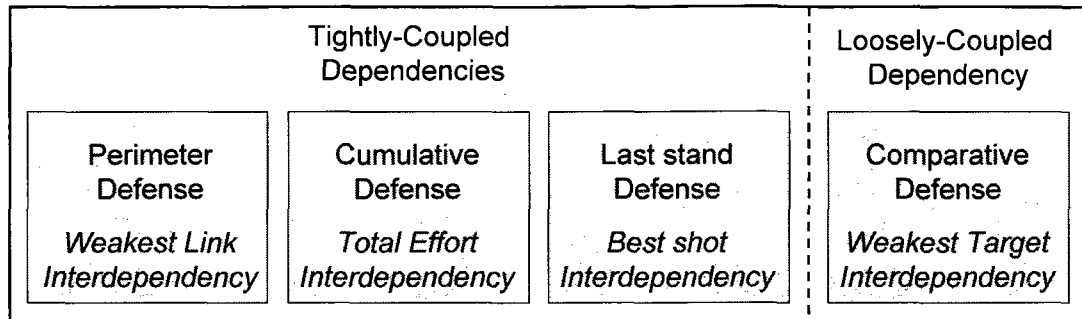 Tightly-Coupled
Dependencies
Loosely-Coupled
Dependency
Perimeter
Defense
Weakest Link
Interdependency
Cumulative
Defense
Total Effort
Interdependency
Last stand
Defense
Best shot
Interdependency
Comparative
Defense
Weakest Target
Interdependency